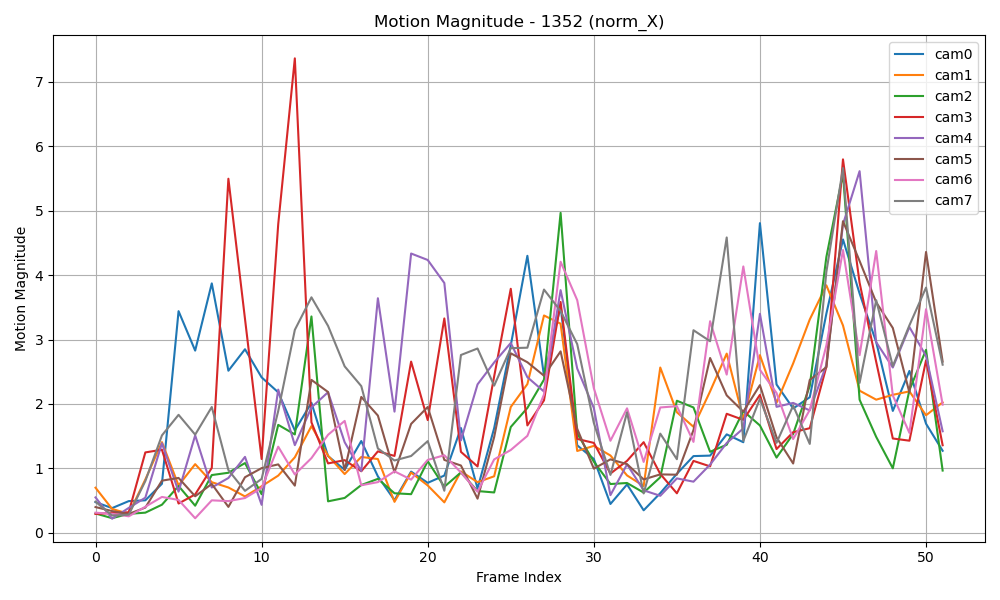 Motion Magnitude - 1352 (norm_X)
Motion Magnitude
7
6
5
4
3
2
1
0
0
10
20
30
40
50
Frame Index
cam0
cam1
cam2
cam3
cam4
cam5
cam6
cam7